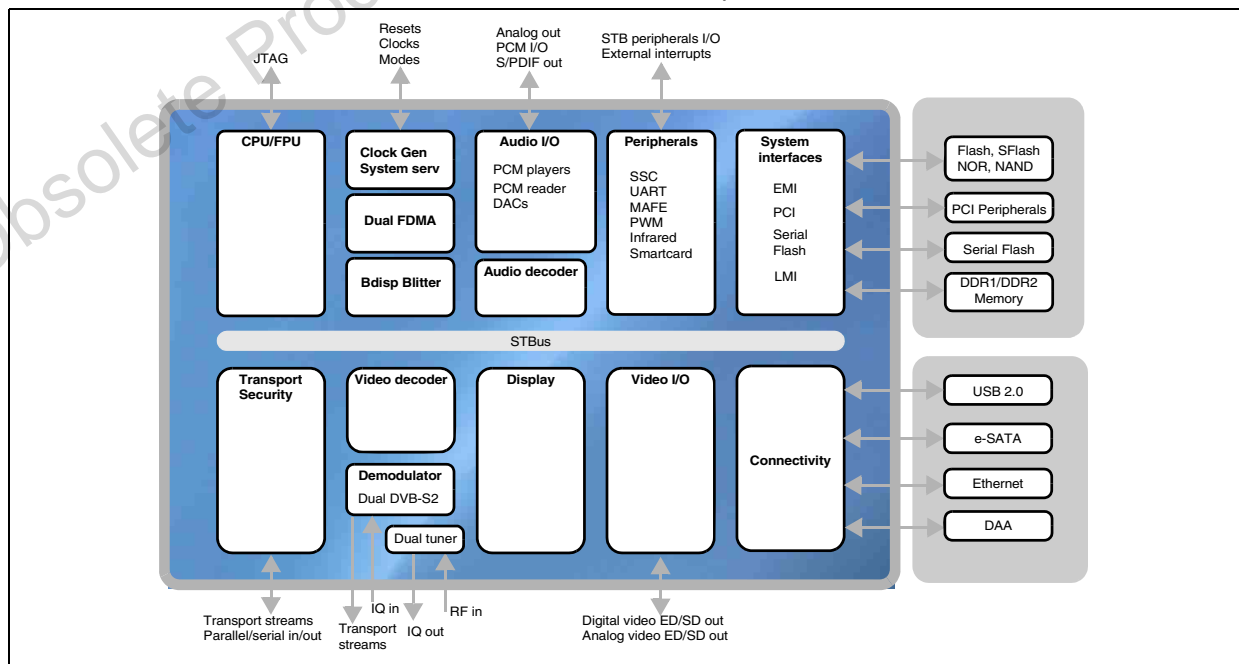 Obsolete Pro
Resets
Clocks
Modes
JTAG
Analog out
PCM I/O
S/PDIF out
STB peripherals I/O
External interrupts
CPU/FPU
Clock Gen
System serv
Dual FDMA
Bdisp Blitter
Audio I/O
PCM players
PCM reader
DACs
Audio decoder
Peripherals
SSC
UART
MAFE
PWM
Infrared
Smartcard
System
interfaces
EMI
PCI
Serial
Flash
LMI
Flash, SFlash
NOR, NAND
PCI Peripherals
Serial Flash
DDR1/DDR2
Memory
STBus
Transport
Security
Video decoder
Demodulator
Dual DVB-S2
Dual tuner
Display
Video I/O
Connectivity
USB 2.0
e-SATA
Ethernet
DAA
Transport streams
Parallel/serial in/out
IQ in
Transport
streams
IQ out
RF in
Digital video ED/SD out
Analog video ED/SD out